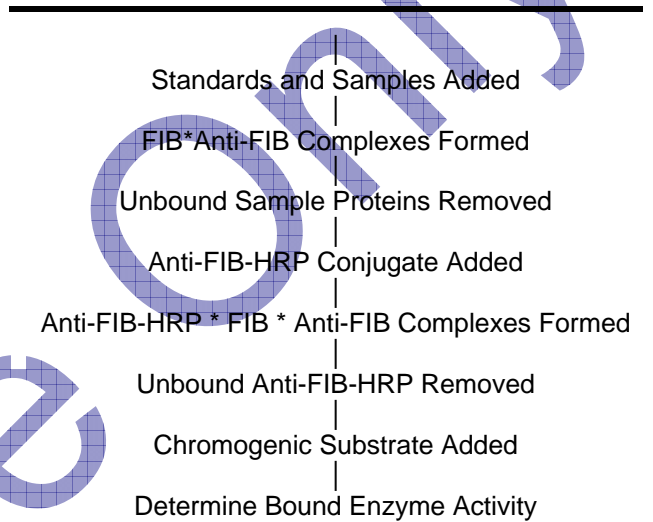 Standards and Samples Added
FIB*Anti-FIB Complexes Formed
Unbound Sample Proteins Removed
Anti-FIB-HRP Conjugate Added
Anti-FIB-HRP * FIB * Anti-FIB Complexes Formed
Unbound Anti-FIB-HRP Removed
Chromogenic Substrate Added
Determine Bound Enzyme Activity